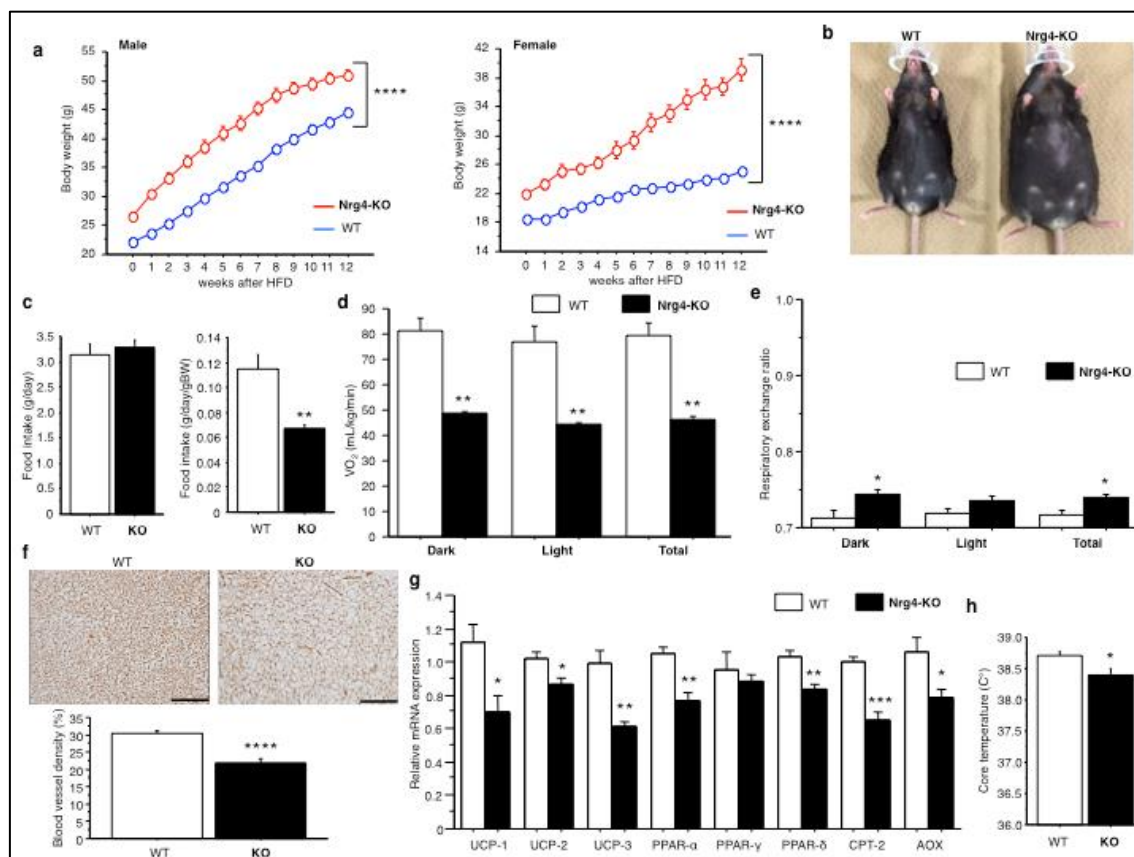 a
Male
Body weight (g)
55
50
45
40
35
30
25
20
****
Nrg4-KO
WT
0 1 2 3 4 5 6 7 8 9 10 11 12
weeks after HFD
Female
Body weight (g)
42
38
34
30
26
22
18
14
****
Nrg4-KO
WT
0 1 2 3 4 5 6 7 8 9 10 11 12
weeks after HFD
b
WT Nrg4-KO
c
Food intake (g/day)
3.5
3.0
2.5
2.0
1.5
1.0
0.5
0
WT KO
Food intake (g/day/gBW)
0.14
0.12
0.10
0.08
0.06
0.04
0.02
0
**
WT KO
d
WT Nrg4-KO
VO2 (mL/kg/min)
90
80
70
60
50
40
30
20
10
0
** ** **
Dark Light Total
e
WT Nrg4-KO
Respiratory exchange ratio
1.0
0.9
0.8
0.7
* *
Dark Light Total
f
WT KO
Blood vessel density (%)
35
30
25
20
15
10
5
0
****
WT KO
g
WT Nrg4-KO
Relative mRNA expression
1.4
1.2
1.0
0.8
0.6
0.4
0.2
0
* * ** ** ** *** *
UCP-1 UCP-2 UCP-3 PPAR-α PPAR-γ PPAR-δ CPT-2 AOX
h
Core temperature (C°)
39.0
38.5
38.0
37.5
37.0
36.5
36.0
*
WT KO